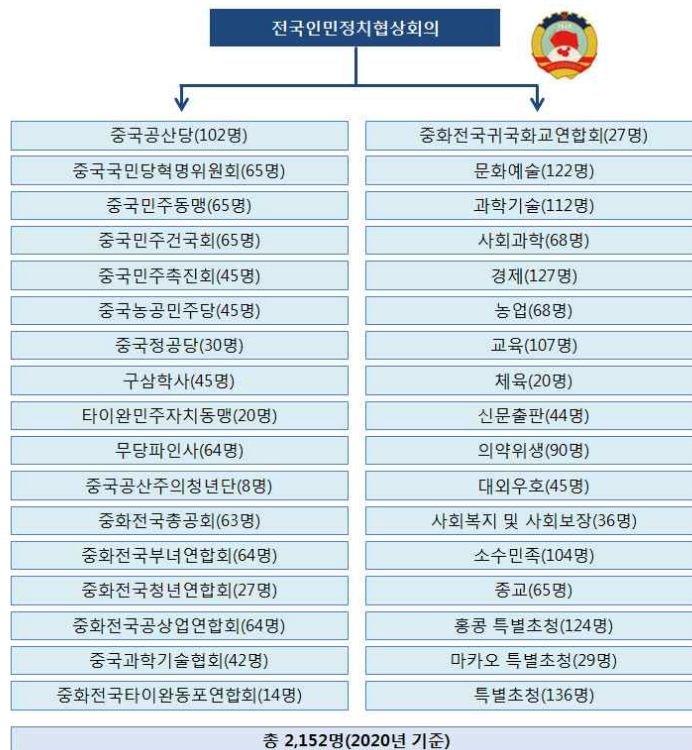 전국인민정치협상회의
중국공산당(102명)
중국국민당혁명위원회(65명)
중국민주동맹(65명)
중국민주건국회(65명)
중국민주촉진회(45명)
중국농공민주당(45명)
중국정공당(30명)
구삼학사(45명)
타이완민주자치동맹(20명)
무당파인사(64명)
중국공산주의청년단(8명)
중화전국총공회(63명)
중화전국부녀연합회(64명)
중화전국청년연합회(27명)
중화전국공상업연합회(64명)
중국과학기술협회(42명)
중화전국타이완동포연합회(14명)
중화전국귀국화교연합회(27명)
문화예술(122명)
과학기술(112명)
사회과학(68명)
경제(127명)
농업(68명)
교육(107명)
체육(20명)
신문출판(44명)
의약위생(90명)
대외우호(45명)
사회복지 및 사회보장(36명)
소수민족(104명)
종교(65명)
홍콩 특별초청(124명)
마카오 특별초청(29명)
특별초청(136명)
총 2,152명(2020년 기준)